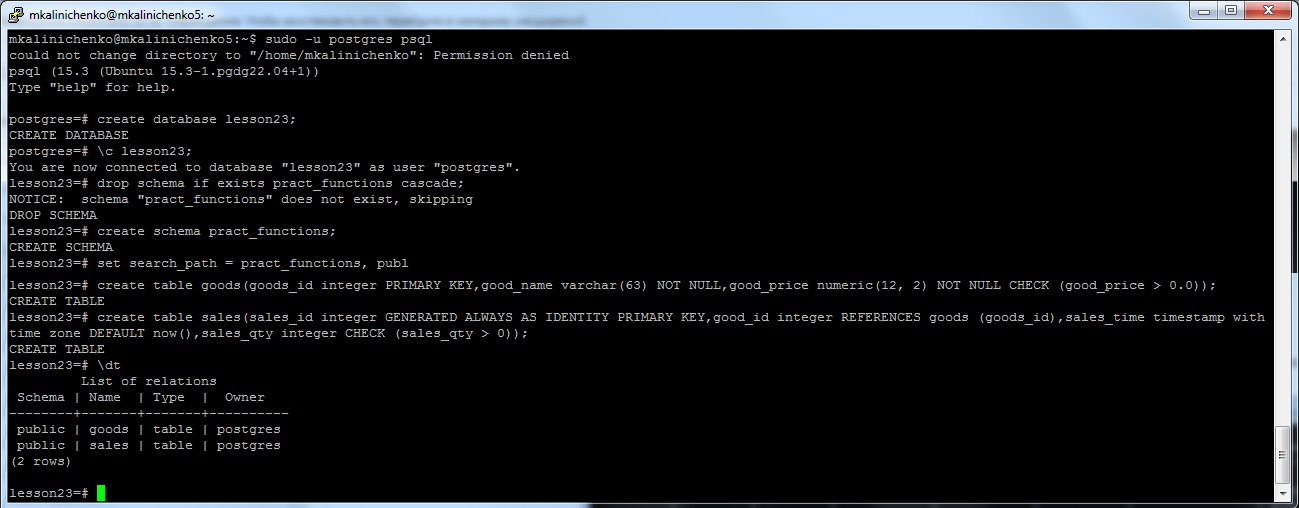 mkalinichenko@mkalinichenko5: ~
mkalinichenko@mkalinichenko5:~$ sudo -u postgres psql
could not change directory to "/home/mkalinichenko": Permission denied
psql (15.3 (Ubuntu 15.3-1.pgdg22.04+1))
Type "help" for help.
postgres=# create database lesson23;
CREATE DATABASE
postgres=# \c lesson23;
You are now connected to database "lesson23" as user "postgres".
lesson23=# drop schema if exists pract_functions cascade;
NOTICE:  schema "pract_functions" does not exist, skipping
DROP SCHEMA
lesson23=# create schema pract_functions;
CREATE SCHEMA
lesson23=# set search_path = pract_functions, publ
lesson23=# create table goods(goods_id integer PRIMARY KEY,good_name varchar(63) NOT NULL,good_price numeric(12, 2) NOT NULL CHECK (good_price > 0.0));
CREATE TABLE
lesson23=# create table sales(sales_id integer GENERATED ALWAYS AS IDENTITY PRIMARY KEY,good_id integer REFERENCES goods (goods_id),sales_time timestamp with
time zone DEFAULT now(),sales_qty integer CHECK (sales_qty > 0));
CREATE TABLE
lesson23=# \dt
         List of relations
 Schema | Name  | Type  |  Owner
--------+-------+-------+----------
 public | goods | table | postgres
 public | sales | table | postgres
(2 rows)
lesson23=#